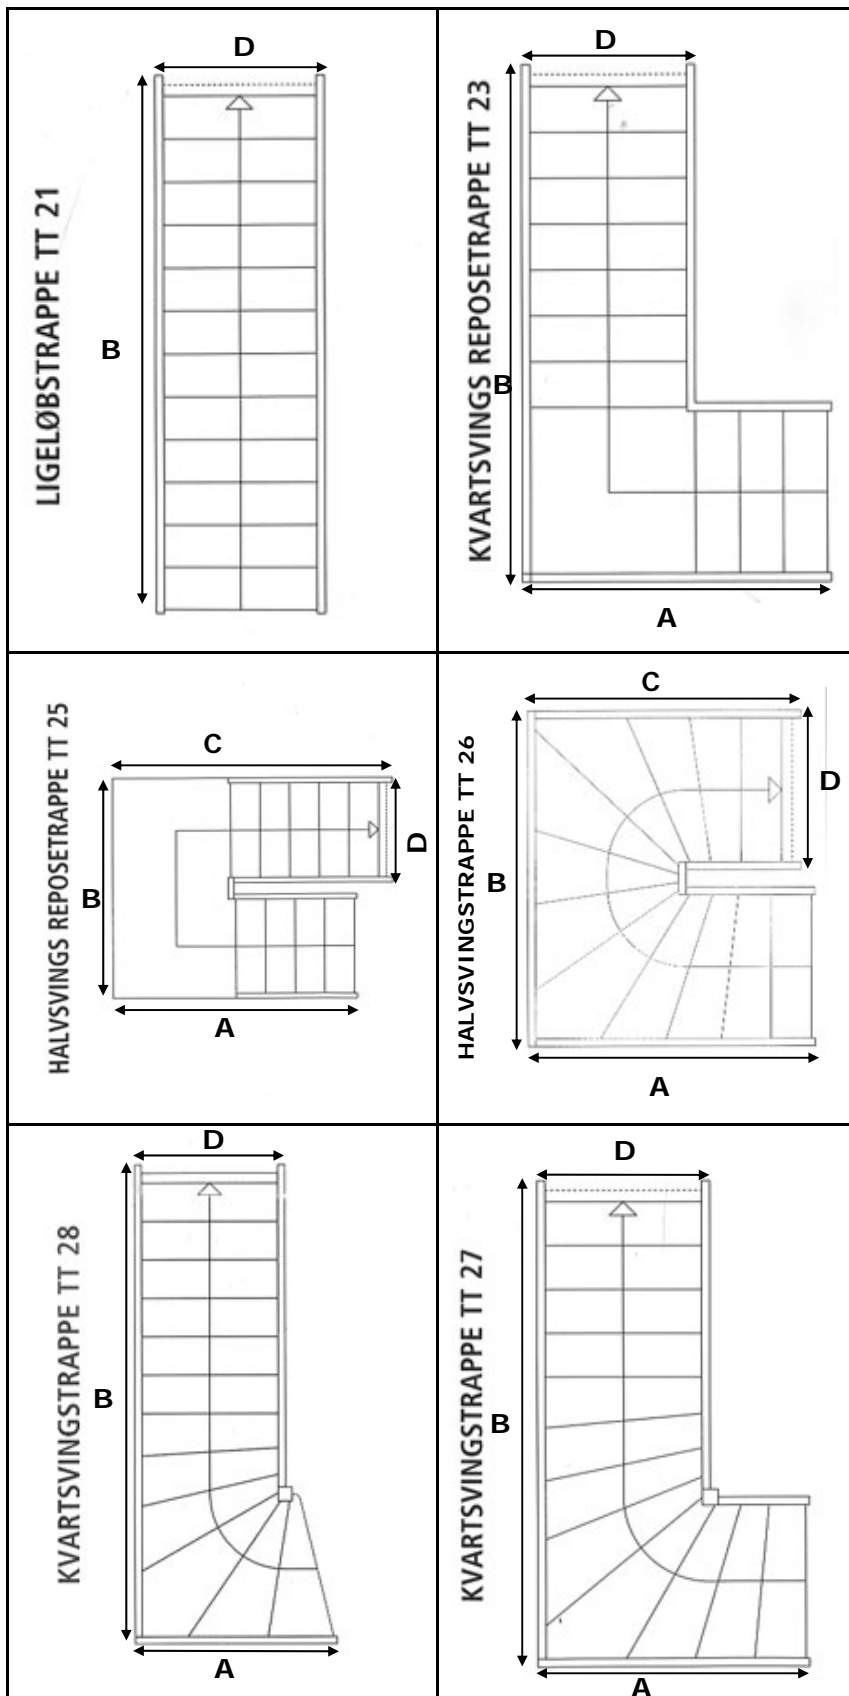 LIGELØBSTRAPPE TT 21
D
B
KVARTSVINGS REPOSETRAPPE TT 23
D
B
A
HALVSVINGS REPOSETRAPPE TT 25
C
B
D
A
HALVSVINGSTRAPPE TT 26
C
B
D
A
KVARTSVINGSTRAPPE TT 28
D
B
A
KVARTSVINGSTRAPPE TT 27
D
B
A